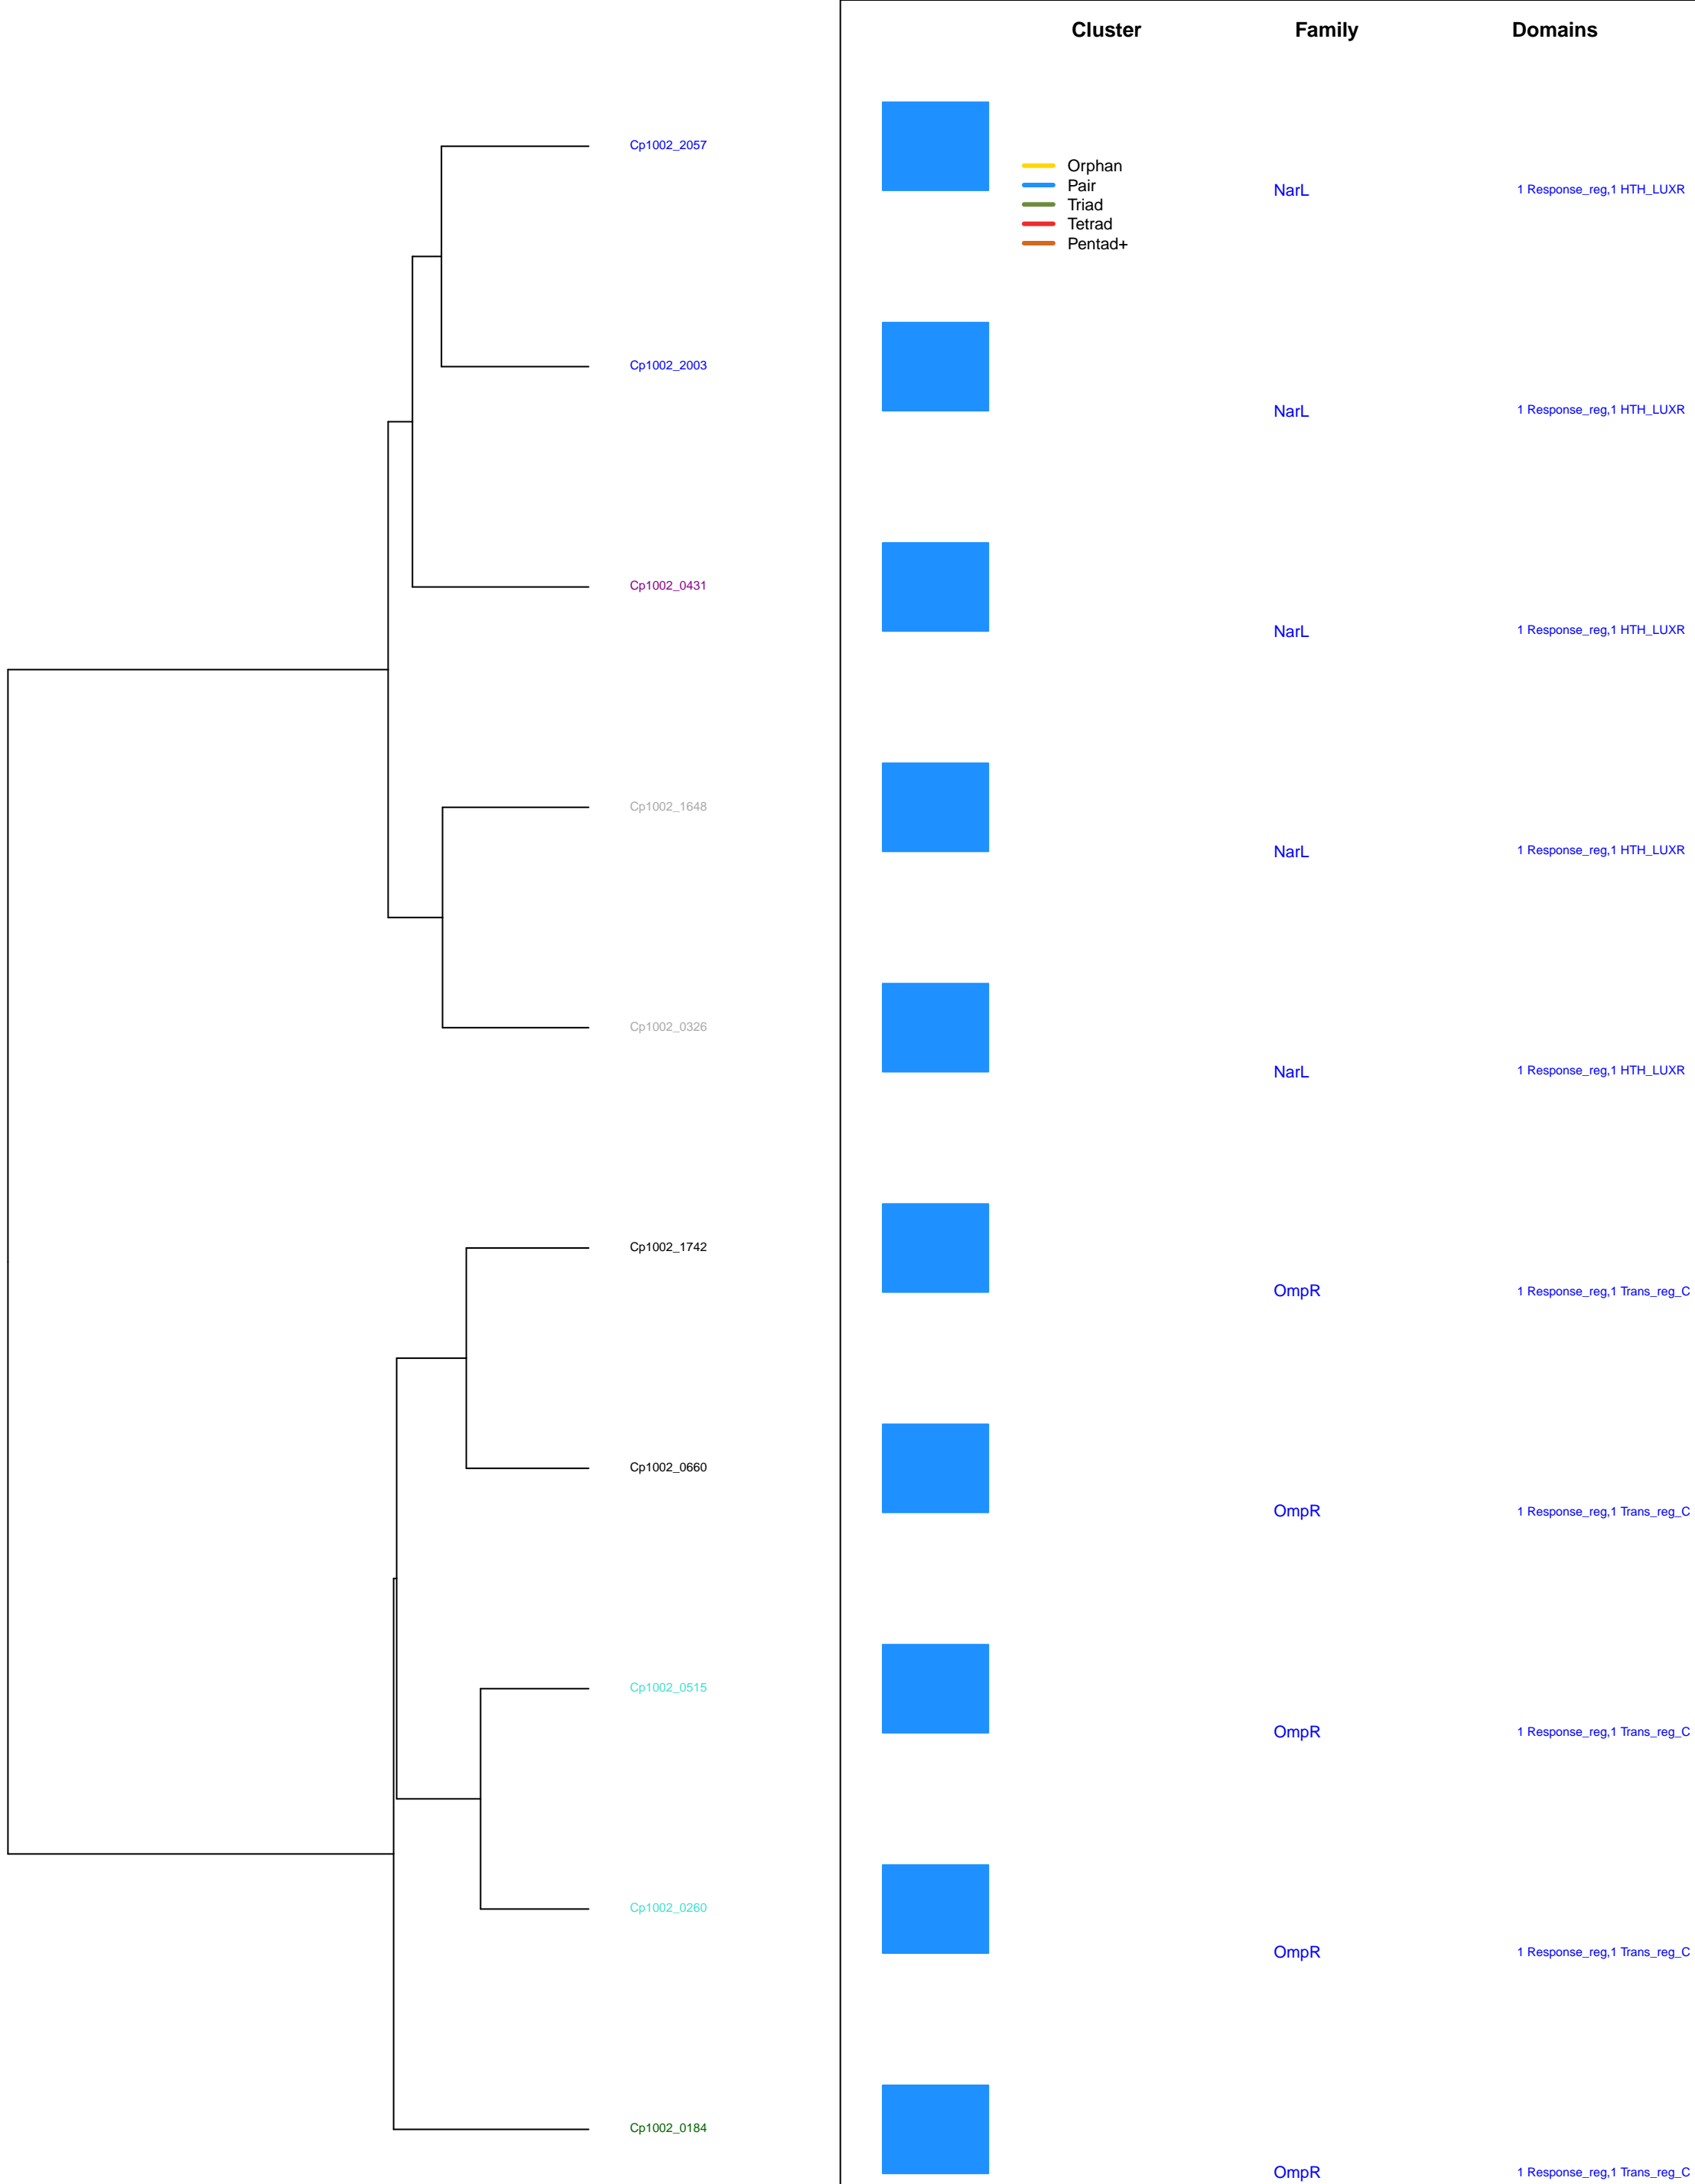 Cluster Family Domains
Cp1002_2057
Orphan
Pair
Triad
Tetrad
Pentad+
NarL 1 Response_reg,1 HTH_LUXR
Cp1002_2003
NarL 1 Response_reg,1 HTH_LUXR
Cp1002_0431
NarL 1 Response_reg,1 HTH_LUXR
Cp1002_1648
NarL 1 Response_reg,1 HTH_LUXR
Cp1002_0326
NarL 1 Response_reg,1 HTH_LUXR
Cp1002_1742
OmpR 1 Response_reg,1 Trans_reg_C
Cp1002_0660
OmpR 1 Response_reg,1 Trans_reg_C
Cp1002_0515
OmpR 1 Response_reg,1 Trans_reg_C
Cp1002_0260
OmpR 1 Response_reg,1 Trans_reg_C
Cp1002_0184
OmpR 1 Response_reg,1 Trans_reg_C